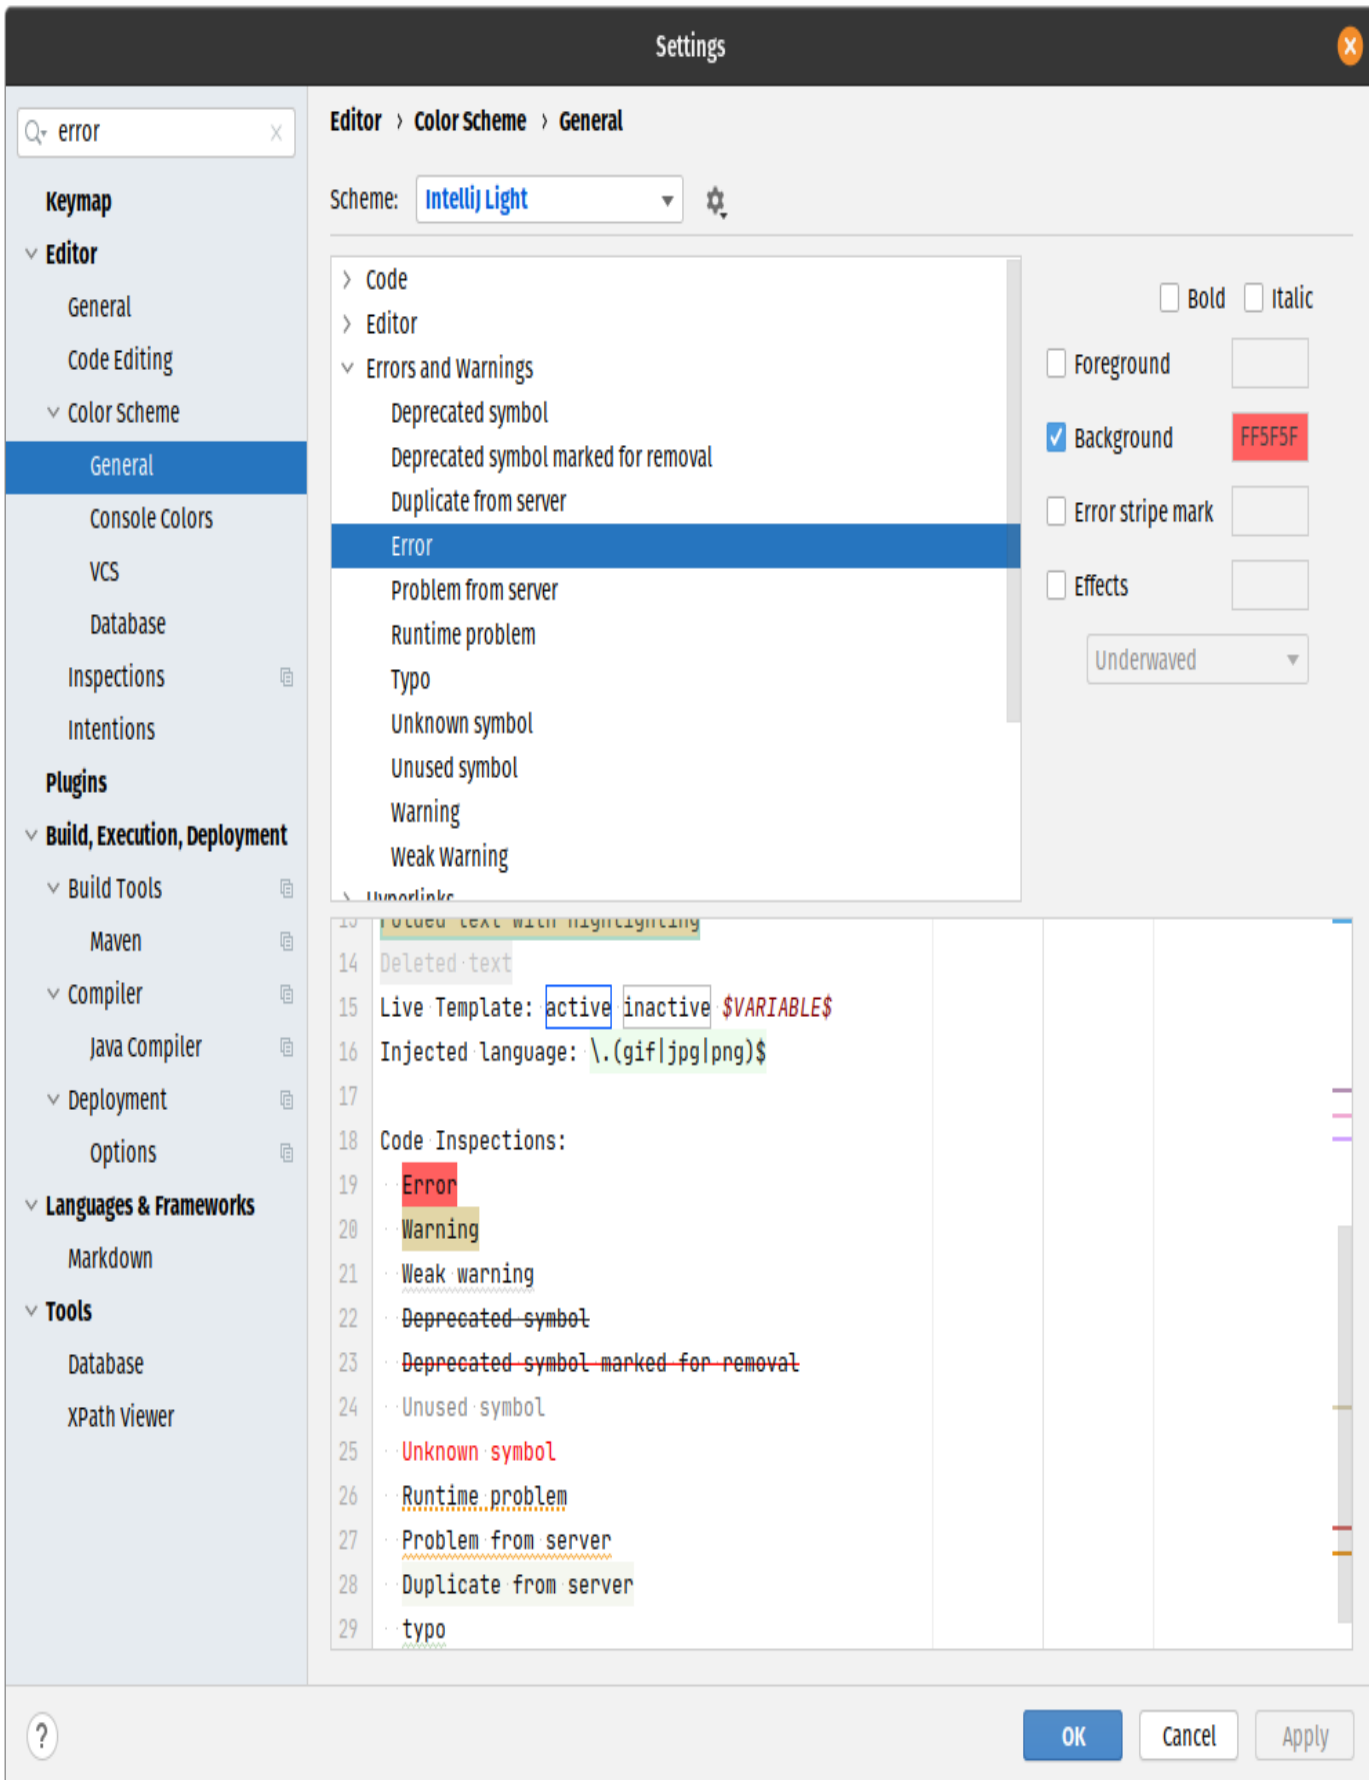 Settings
error
Keymap
Editor
General
Code Editing
Color Scheme
General
Console Colors
VCS
Database
Inspections
Intentions
Plugins
Build, Execution, Deployment
Build Tools
Maven
Compiler
Java Compiler
Deployment
Options
Languages & Frameworks
Markdown
Tools
Database
XPath Viewer
Editor › Color Scheme › General
Scheme: IntelliJ Light
Code
Editor
Errors and Warnings
Deprecated symbol
Deprecated symbol marked for removal
Duplicate from server
Error
Problem from server
Runtime problem
Typo
Unknown symbol
Unused symbol
Warning
Weak Warning
Hyperlinks
Bold Italic
Foreground
Background FF5F5F
Error stripe mark
Effects
Underwaved
13 Folded text with highlighting
14 Deleted text
15 Live Template: active inactive $VARIABLE$
16 Injected language: \.(gif|jpg|png)$
17
18 Code Inspections:
19 Error
20 Warning
21 Weak warning
22 Deprecated symbol
23 Deprecated symbol marked for removal
24 Unused symbol
25 Unknown symbol
26 Runtime problem
27 Problem from server
28 Duplicate from server
29 typo
?
OK Cancel Apply